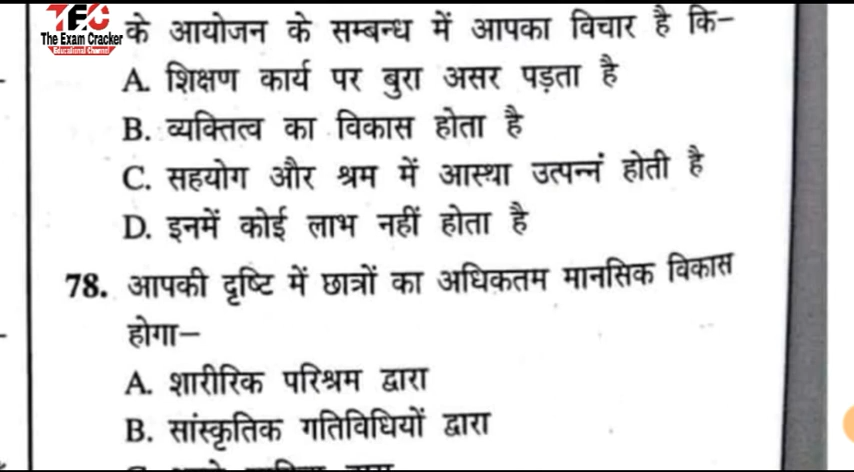 TEC
The Exam Cracker
Educational Channel
के आयोजन के सम्बन्ध में आपका विचार है कि–
A. शिक्षण कार्य पर बुरा असर पड़ता है
B. व्यक्तित्व का विकास होता है
C. सहयोग और श्रम में आस्था उत्पन्नं होती है
D. इनमें कोई लाभ नहीं होता है
78. आपकी दृष्टि में छात्रों का अधिकतम मानसिक विकास
होगा–
A. शारीरिक परिश्रम द्वारा
B. सांस्कृतिक गतिविधियों द्वारा